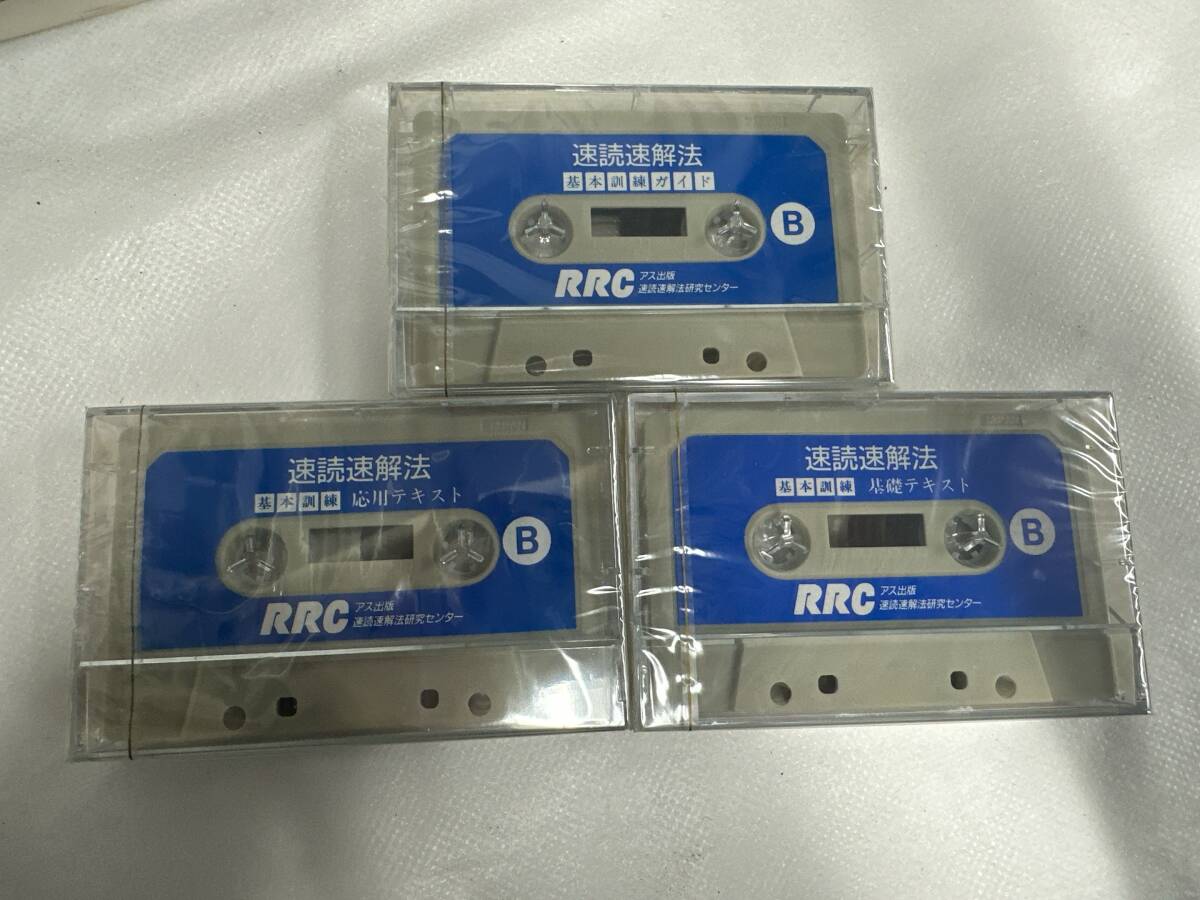 速読速解法
基本訓練ガイド
B
RRC アス出版
速読速解法研究センター
速読速解法
基本訓練 応用テキスト
B
RRC アス出版
速読速解法研究センター
速読速解法
基本訓練 基礎テキスト
B
RRC アス出版
速読速解法研究センター